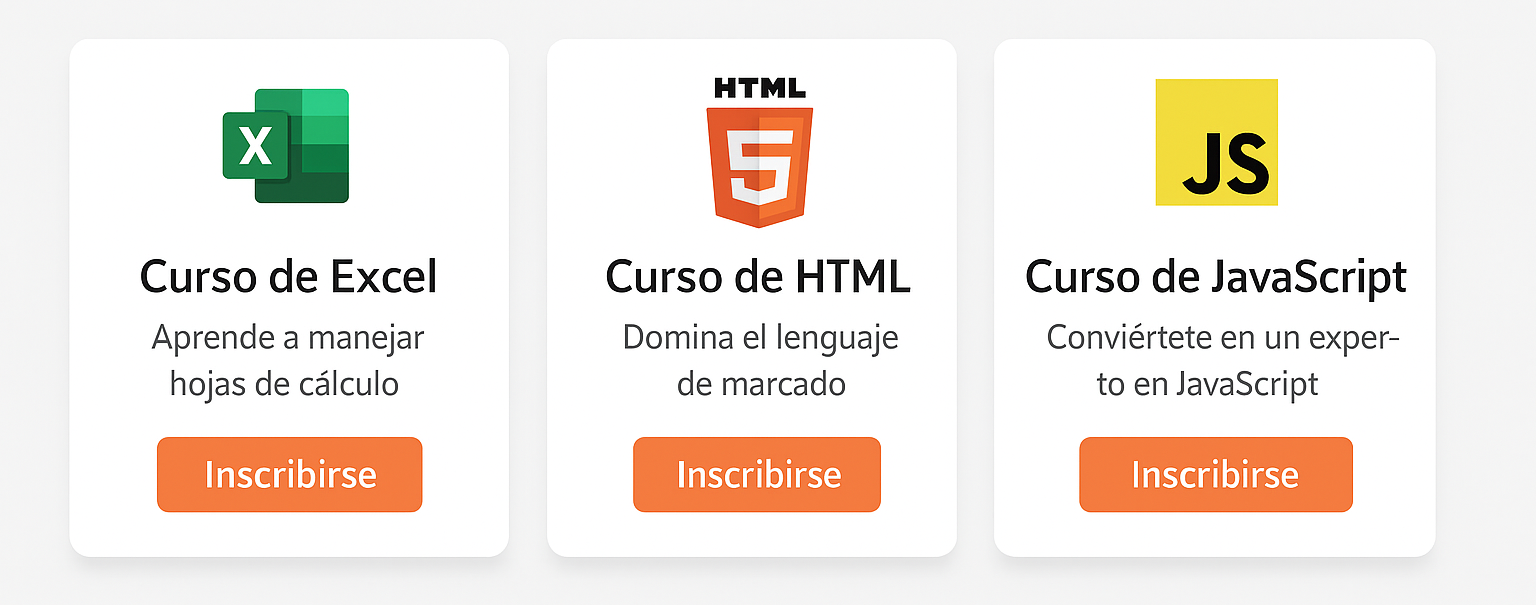 X
Curso de Excel
Aprende a manejar
hojas de cálculo
Inscribirse
HTML
5
Curso de HTML
Domina el lenguaje
de marcado
Inscribirse
JS
Curso de JavaScript
Conviértete en un exper-
to en JavaScript
Inscribirse